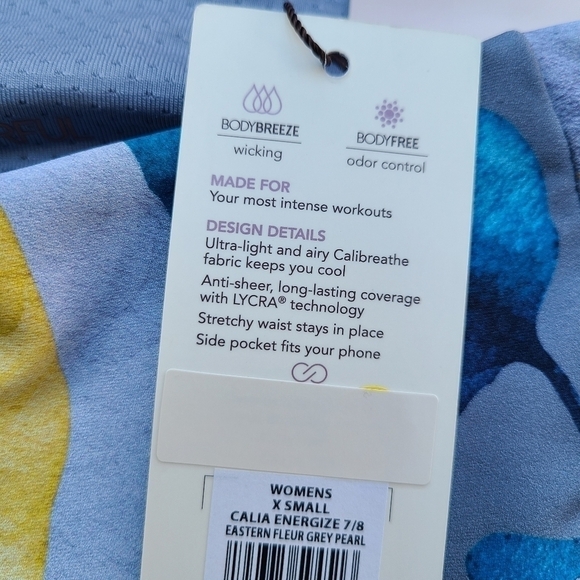 BODYBREEZE
wicking
BODYFREE
odor control
MADE FOR
Your most intense workouts
DESIGN DETAILS
Ultra-light and airy Calibreathe
fabric keeps you cool
Anti-sheer, long-lasting coverage
with LYCRA® technology
Stretchy waist stays in place
Side pocket fits your phone
WOMENS
X SMALL
CALIA ENERGIZE 7/8
EASTERN FLEUR GREY PEARL